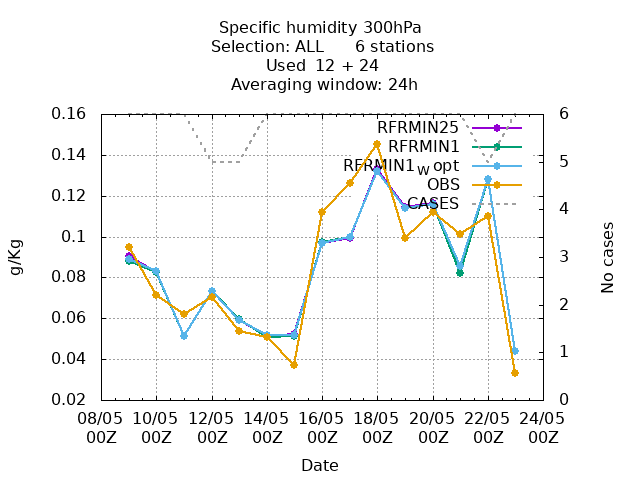 Specific humidity 300hPa
Selection: ALL      6 stations
Used  12 + 24
Averaging window: 24h
0.16
0.14
0.12
0.1
0.08
0.06
0.04
0.02
g/Kg
RFRMIN25
RFRMIN1
RFRMIN1w opt
OBS
CASES
6
5
4
3
2
1
0
No cases
08/05 10/05 12/05 14/05 16/05 18/05 20/05 22/05 24/05
00Z 00Z 00Z 00Z 00Z 00Z 00Z 00Z 00Z
Date